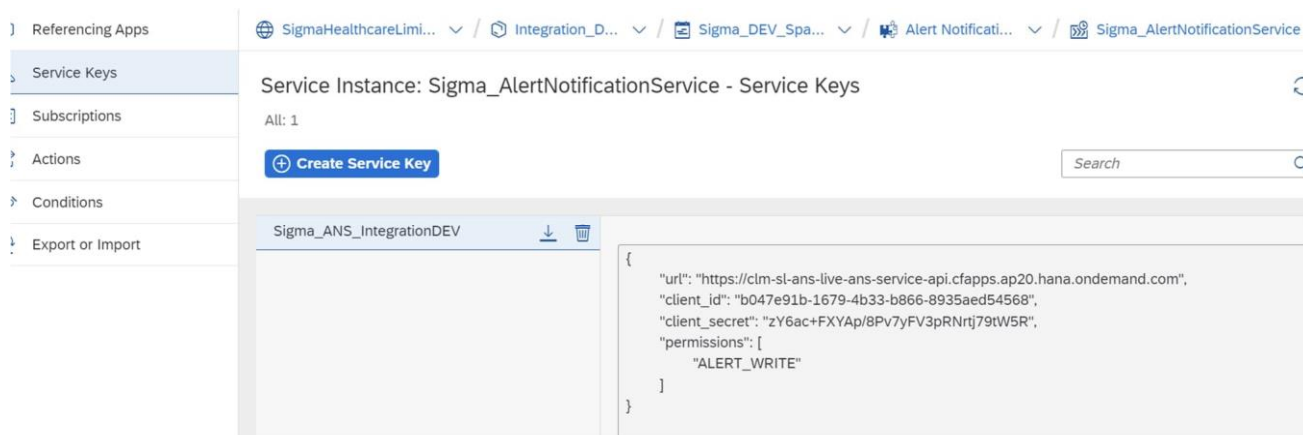 Referencing Apps
Service Keys
Subscriptions
Actions
Conditions
Export or Import
SigmaHealthcareLimi... / Integration_D... / Sigma_DEV_Spa... / Alert Notificati... / Sigma_AlertNotificationService
Service Instance: Sigma_AlertNotificationService - Service Keys
All: 1
Create Service Key
Search
Sigma_ANS_IntegrationDEV
{
"url": "https://clm-sl-ans-live-ans-service-api.cfapps.ap20.hana.ondemand.com",
"client_id": "b047e91b-1679-4b33-b866-8935aed54568",
"client_secret": "zY6ac+FXYAp/8Pv7yFV3pRNrtj79tW5R",
"permissions": [
"ALERT_WRITE"
]
}